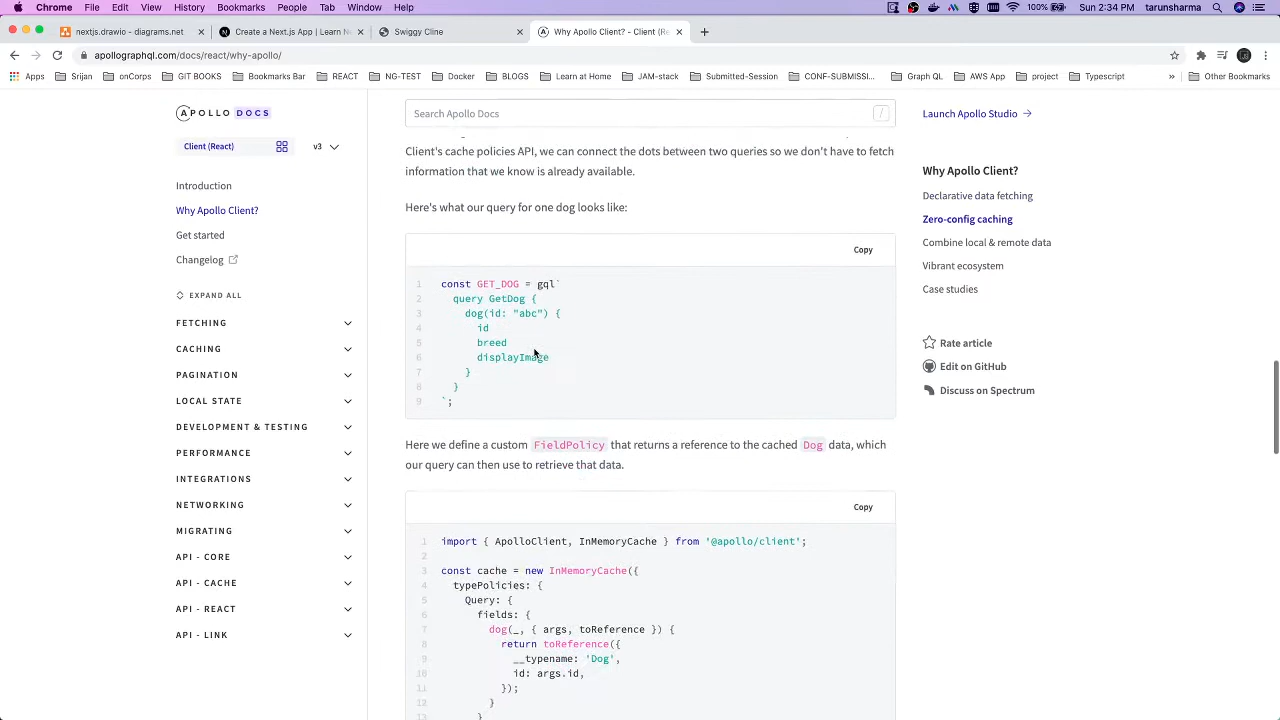 Chrome File Edit View History Bookmarks People Tab Window Help 100% Sun 2:34 PM tarunsharma
nextjs.drawio - diagrams.net Create a Next.js App | Learn N Swiggy Cline Why Apollo Client? - Client (Re
apollographql.com/docs/react/why-apollo/
Apps Srijan onCorps GIT BOOKS Bookmarks Bar REACT NG-TEST Docker BLOGS Learn at Home JAM-stack Submitted-Session CONF-SUBMISSI... Graph QL AWS App project Typescript » Other Bookmarks
APOLLO DOCS
Client (React) v3
Introduction
Why Apollo Client?
Get started
Changelog
EXPAND ALL
FETCHING
CACHING
PAGINATION
LOCAL STATE
DEVELOPMENT & TESTING
PERFORMANCE
INTEGRATIONS
NETWORKING
MIGRATING
API - CORE
API - CACHE
API - REACT
API - LINK
Search Apollo Docs /
Client's cache policies API, we can connect the dots between two queries so we don't have to fetch
information that we know is already available.
Here's what our query for one dog looks like:
Copy
1 const GET_DOG = gql`
2 query GetDog {
3 dog(id: "abc") {
4 id
5 breed
6 displayImage
7 }
8 }
9 `;
Here we define a custom FieldPolicy that returns a reference to the cached Dog data, which
our query can then use to retrieve that data.
Copy
1 import { ApolloClient, InMemoryCache } from '@apollo/client';
2
3 const cache = new InMemoryCache({
4 typePolicies: {
5 Query: {
6 fields: {
7 dog(_, { args, toReference }) {
8 return toReference({
9 __typename: 'Dog',
10 id: args.id,
11 });
12 }
13 }
Launch Apollo Studio
Why Apollo Client?
Declarative data fetching
Zero-config caching
Combine local & remote data
Vibrant ecosystem
Case studies
Rate article
Edit on GitHub
Discuss on Spectrum